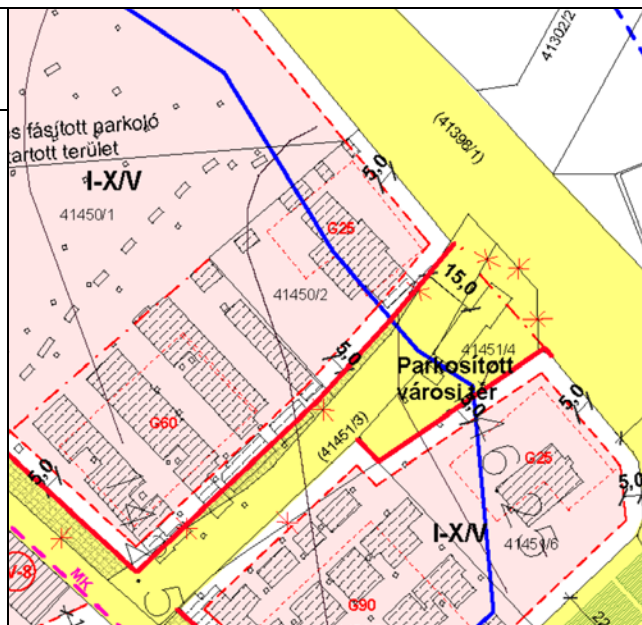 41302/2
(41398/1)
s fásított parkoló
tartott terület
I-X/V
41450/1
5,0
G25
41450/2
15,0
41451/4
Parkosított
városi tér
5,0
5,0
5,0
G60
(41451/3)
G25
5,0
5,0
I-X/V
41451/6
MK
V-8
G90
22